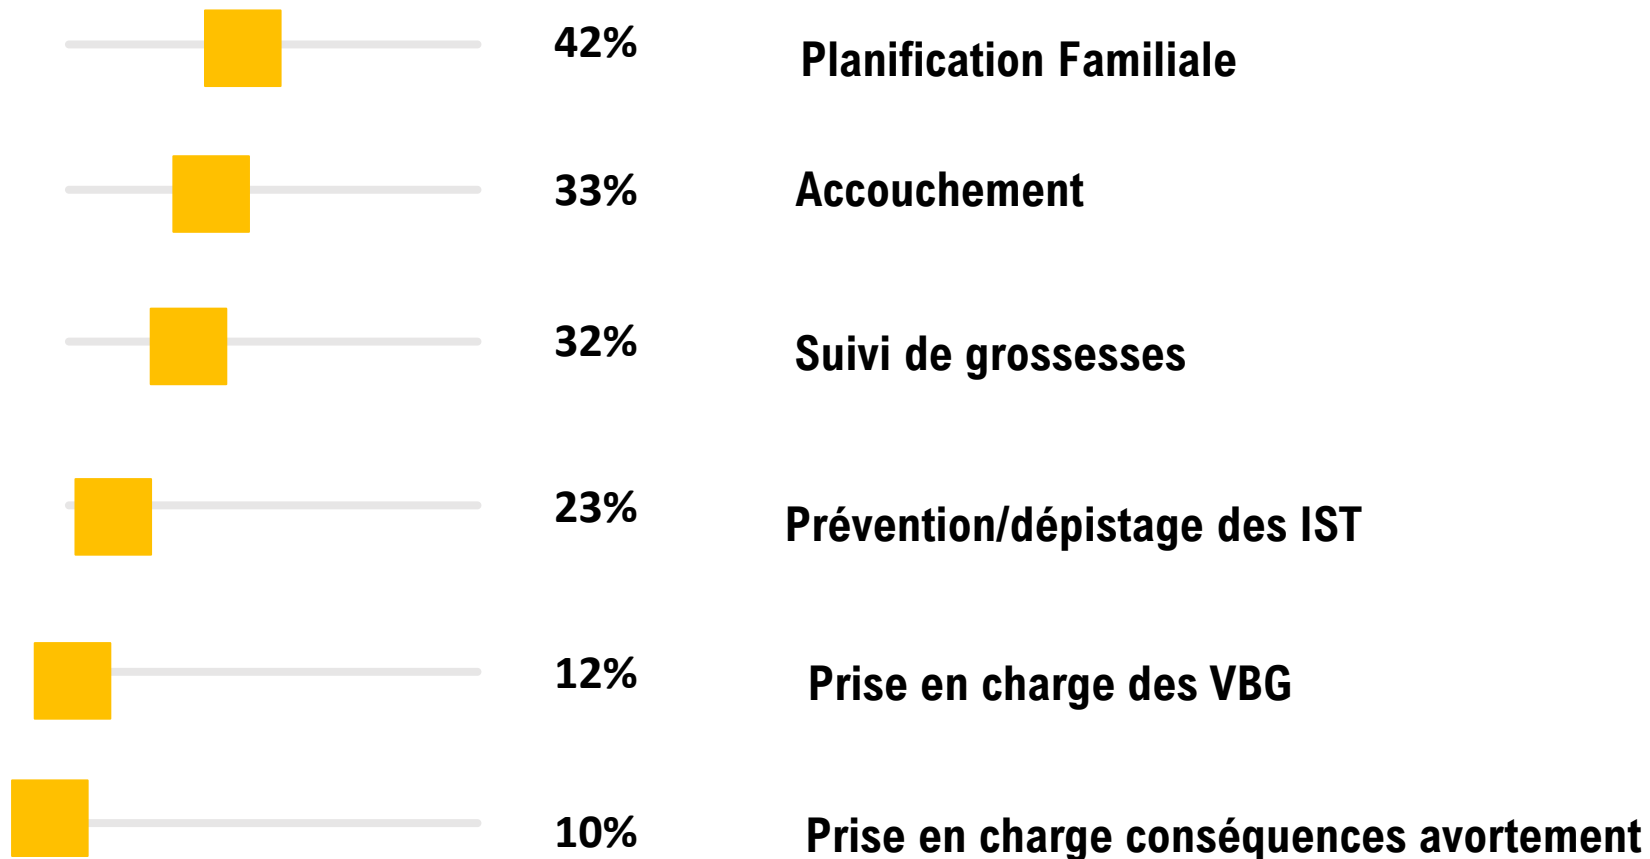 42% Planification Familiale
33% Accouchement
32% Suivi de grossesses
23% Prévention/dépistage des IST
12% Prise en charge des VBG
10% Prise en charge conséquences avortement